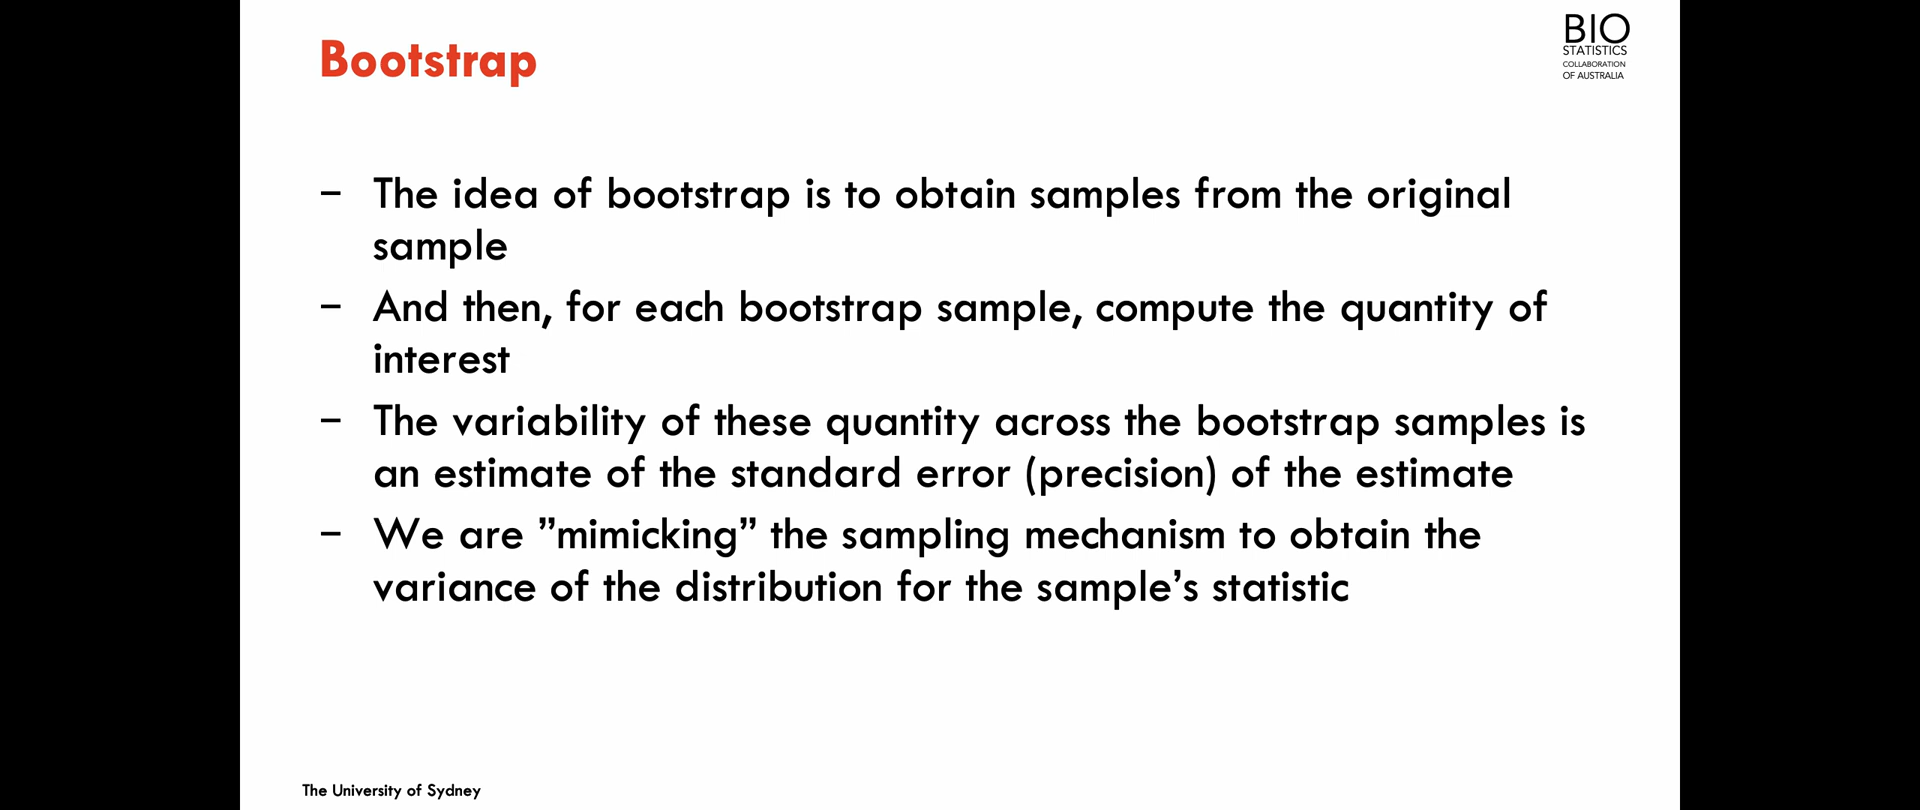 Bootstrap
BIO
STATISTICS
COLLABORATION
OF AUSTRALIA
– The idea of bootstrap is to obtain samples from the original
sample
– And then, for each bootstrap sample, compute the quantity of
interest
– The variability of these quantity across the bootstrap samples is
an estimate of the standard error (precision) of the estimate
– We are ”mimicking” the sampling mechanism to obtain the
variance of the distribution for the sample’s statistic
The University of Sydney